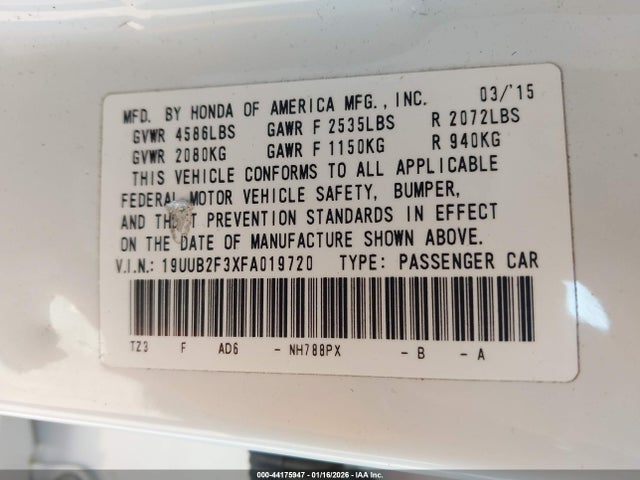 MFD. BY HONDA OF AMERICA MFG., INC. 03/'15
GVWR 4586LBS GAWR F 2535LBS R 2072LBS
GVWR 2080KG GAWR F 1150KG R 940KG
THIS VEHICLE CONFORMS TO ALL APPLICABLE
FEDERAL MOTOR VEHICLE SAFETY, BUMPER,
AND THEFT PREVENTION STANDARDS IN EFFECT
ON THE DATE OF MANUFACTURE SHOWN ABOVE.
V.I.N.: 19UUB2F3XFA019720 TYPE: PASSENGER CAR
TZ3 F AD6 - NH788PX - B - A
000-44175947 - 01/16/2026 - IAA Inc.